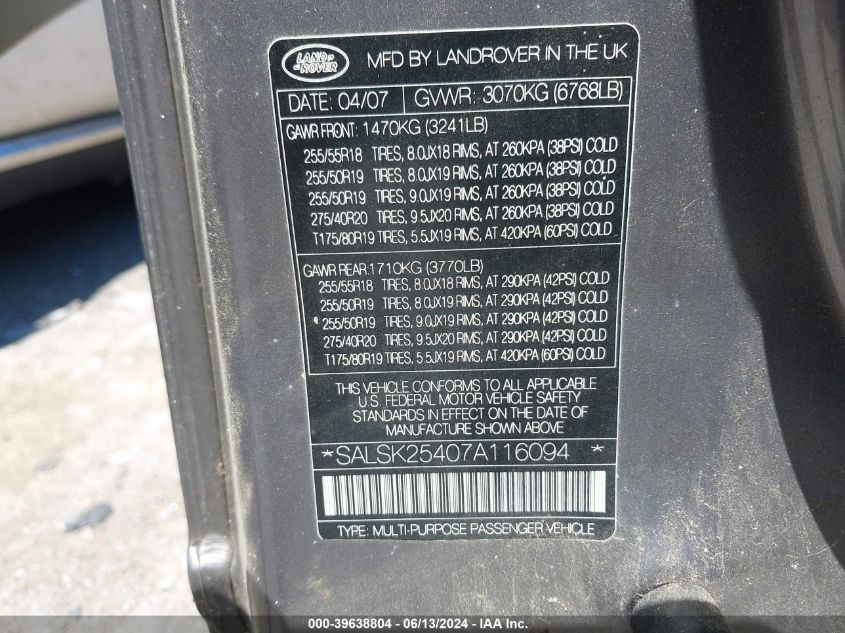 LAND
ROVER
MFD BY LANDROVER IN THE UK
DATE: 04/07 GVWR: 3070KG (6768LB)
GAWR FRONT: 1470KG (3241LB)
255/55R18 TIRES, 8.0JX18 RIMS, AT 260KPA (38PSI) COLD
255/50R19 TIRES, 8.0JX19 RIMS, AT 260KPA (38PSI) COLD
255/50R19 TIRES, 9.0JX19 RIMS, AT 260KPA (38PSI) COLD
275/40R20 TIRES, 9.5JX20 RIMS, AT 260KPA (38PSI) COLD
T175/80R19 TIRES, 5.5JX19 RIMS, AT 420KPA (60PSI) COLD
GAWR REAR: 1710KG (3770LB)
255/55R18 TIRES, 8.0JX18 RIMS, AT 290KPA (42PSI) COLD
255/50R19 TIRES, 8.0JX19 RIMS, AT 290KPA (42PSI) COLD
255/50R19 TIRES, 9.0JX19 RIMS, AT 290KPA (42PSI) COLD
275/40R20 TIRES, 9.5JX20 RIMS, AT 290KPA (42PSI) COLD
T175/80R19 TIRES, 5.5JX19 RIMS, AT 420KPA (60PSI) COLD
THIS VEHICLE CONFORMS TO ALL APPLICABLE
U.S. FEDERAL MOTOR VEHICLE SAFETY
STANDARDS IN EFFECT ON THE DATE OF
MANUFACTURE SHOWN ABOVE
*SALSK25407A116094 *
TYPE: MULTI-PURPOSE PASSENGER VEHICLE
000-39638804 - 06/13/2024 - IAA Inc.